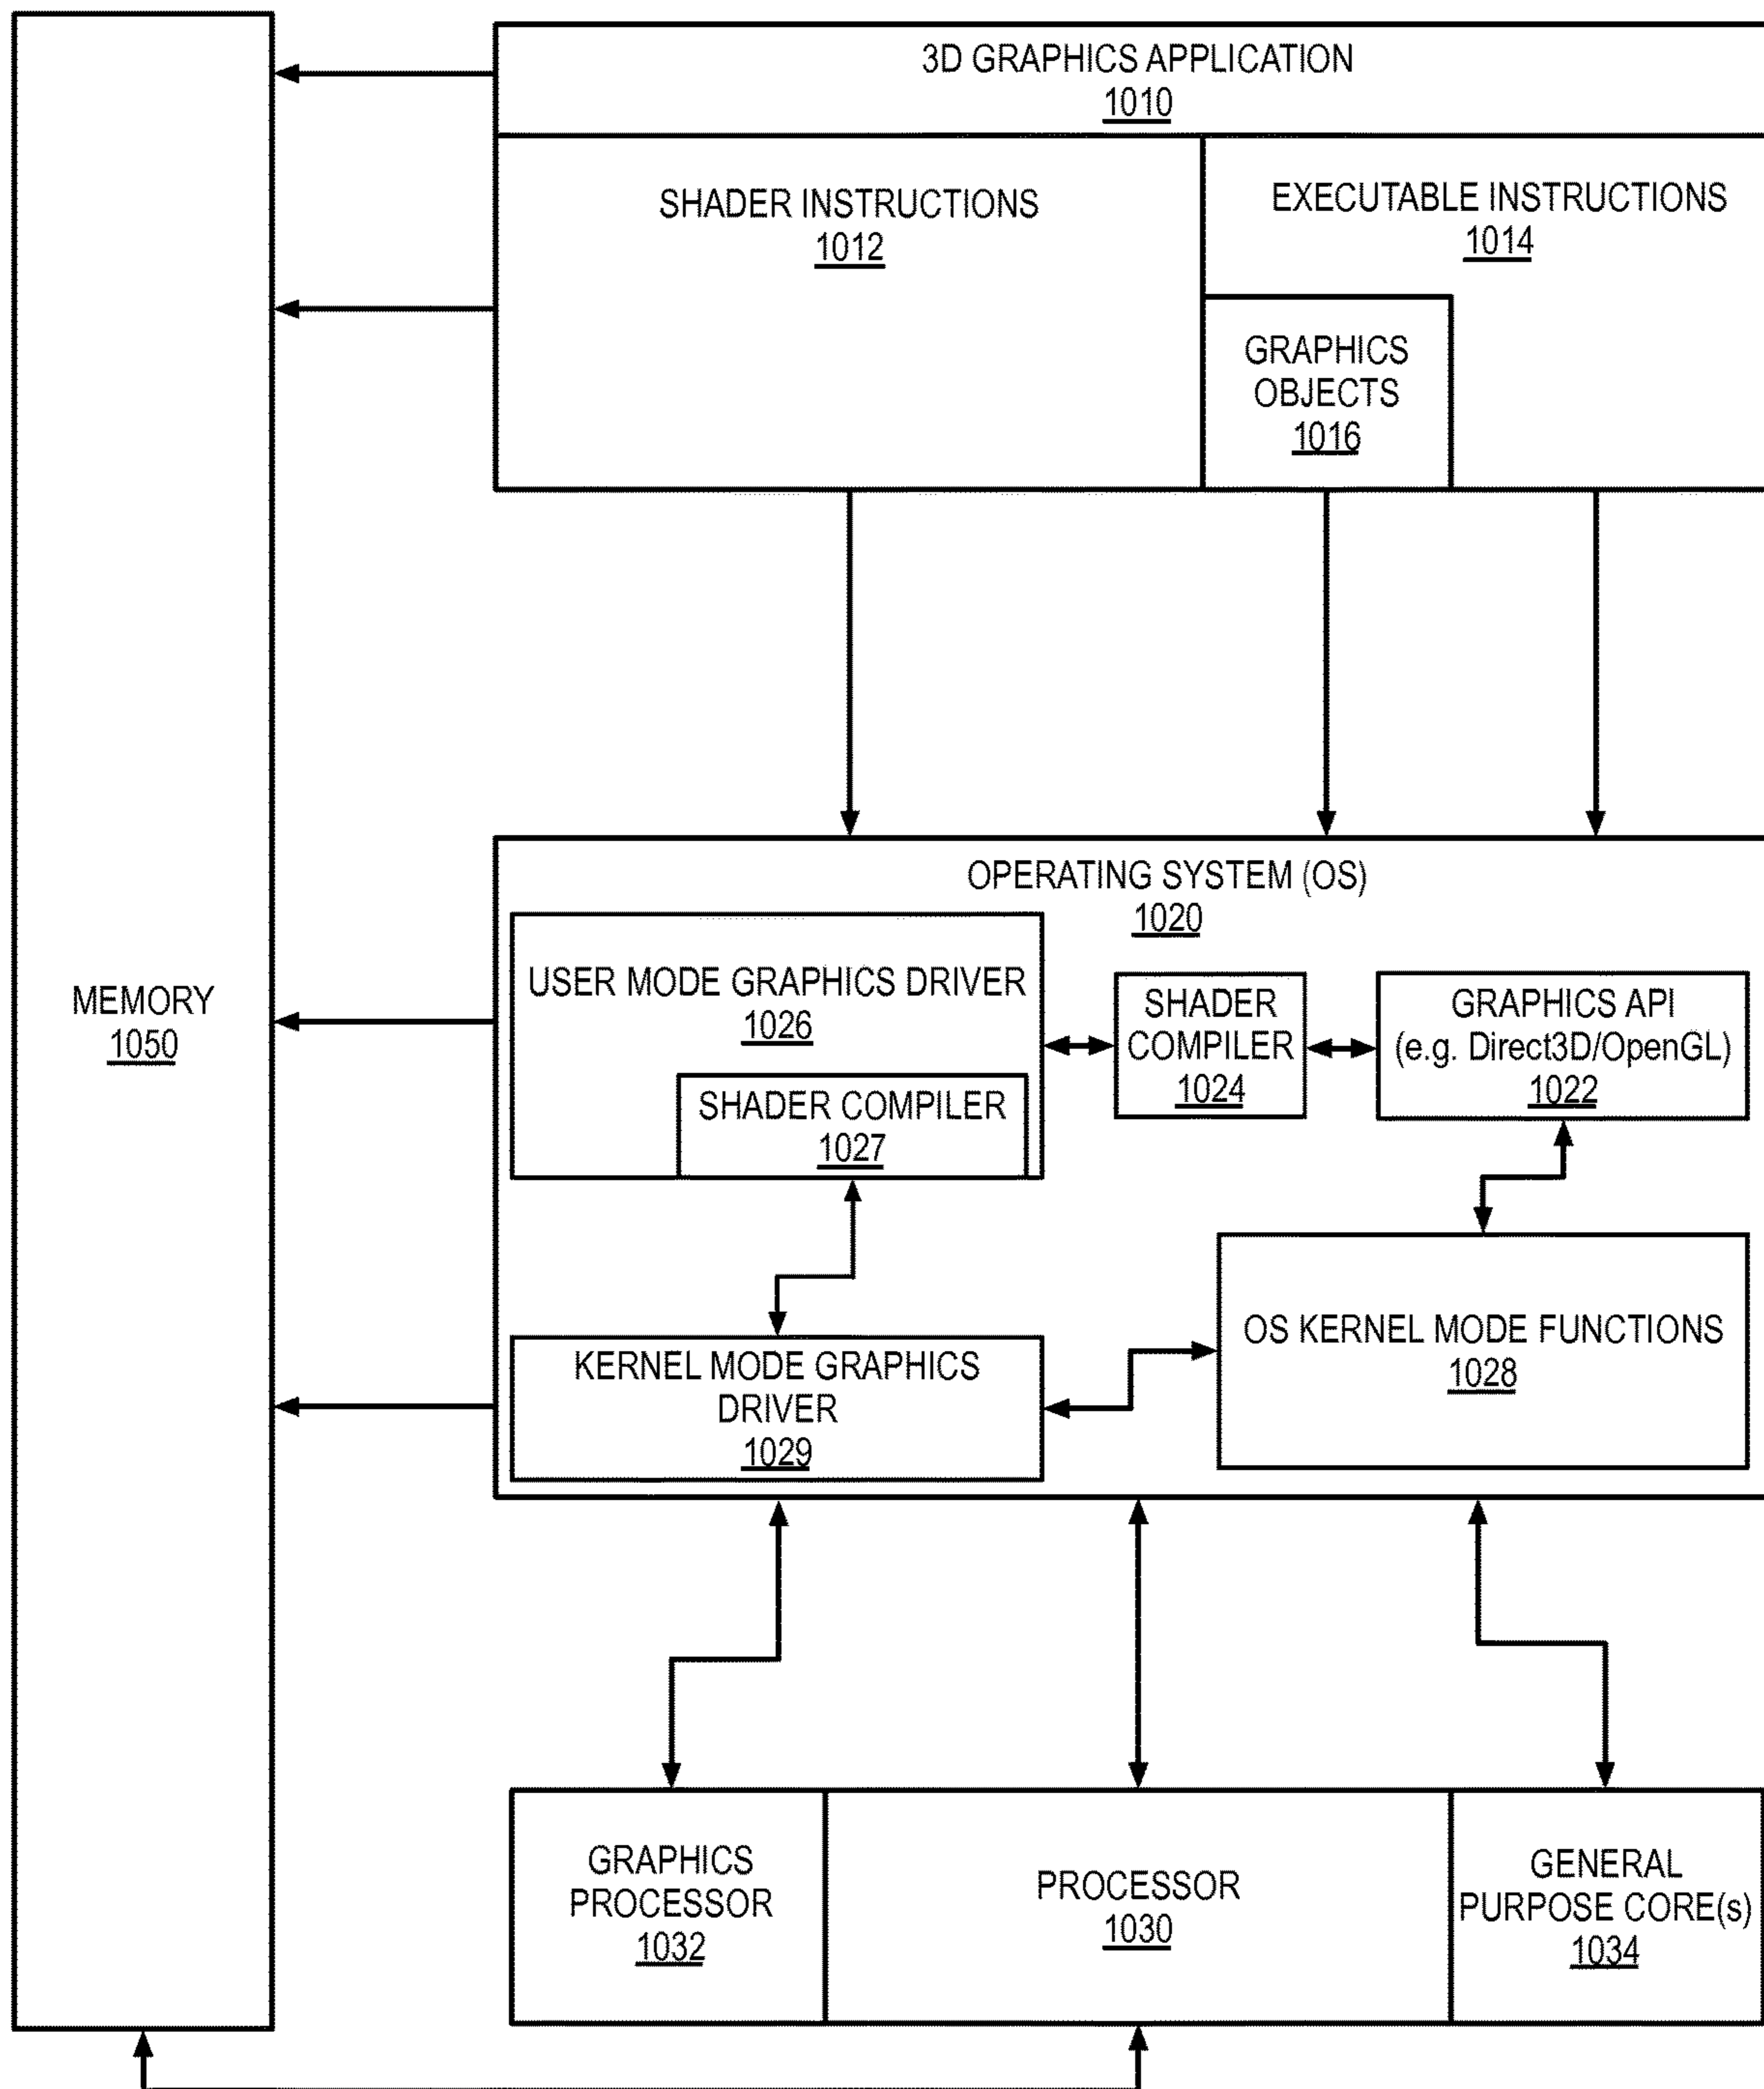 3D GRAPHICS APPLICATION
1010
SHADER INSTRUCTIONS
1012
EXECUTABLE INSTRUCTIONS
1014
GRAPHICS
OBJECTS
1016
MEMORY
1050
OPERATING SYSTEM (OS)
1020
USER MODE GRAPHICS DRIVER
1026
SHADER COMPILER
1027
SHADER
COMPILER
1024
GRAPHICS API
(e.g. Direct3D/OpenGL)
1022
OS KERNEL MODE FUNCTIONS
1028
KERNEL MODE GRAPHICS
DRIVER
1029
GRAPHICS
PROCESSOR
1032
PROCESSOR
1030
GENERAL
PURPOSE CORE(s)
1034